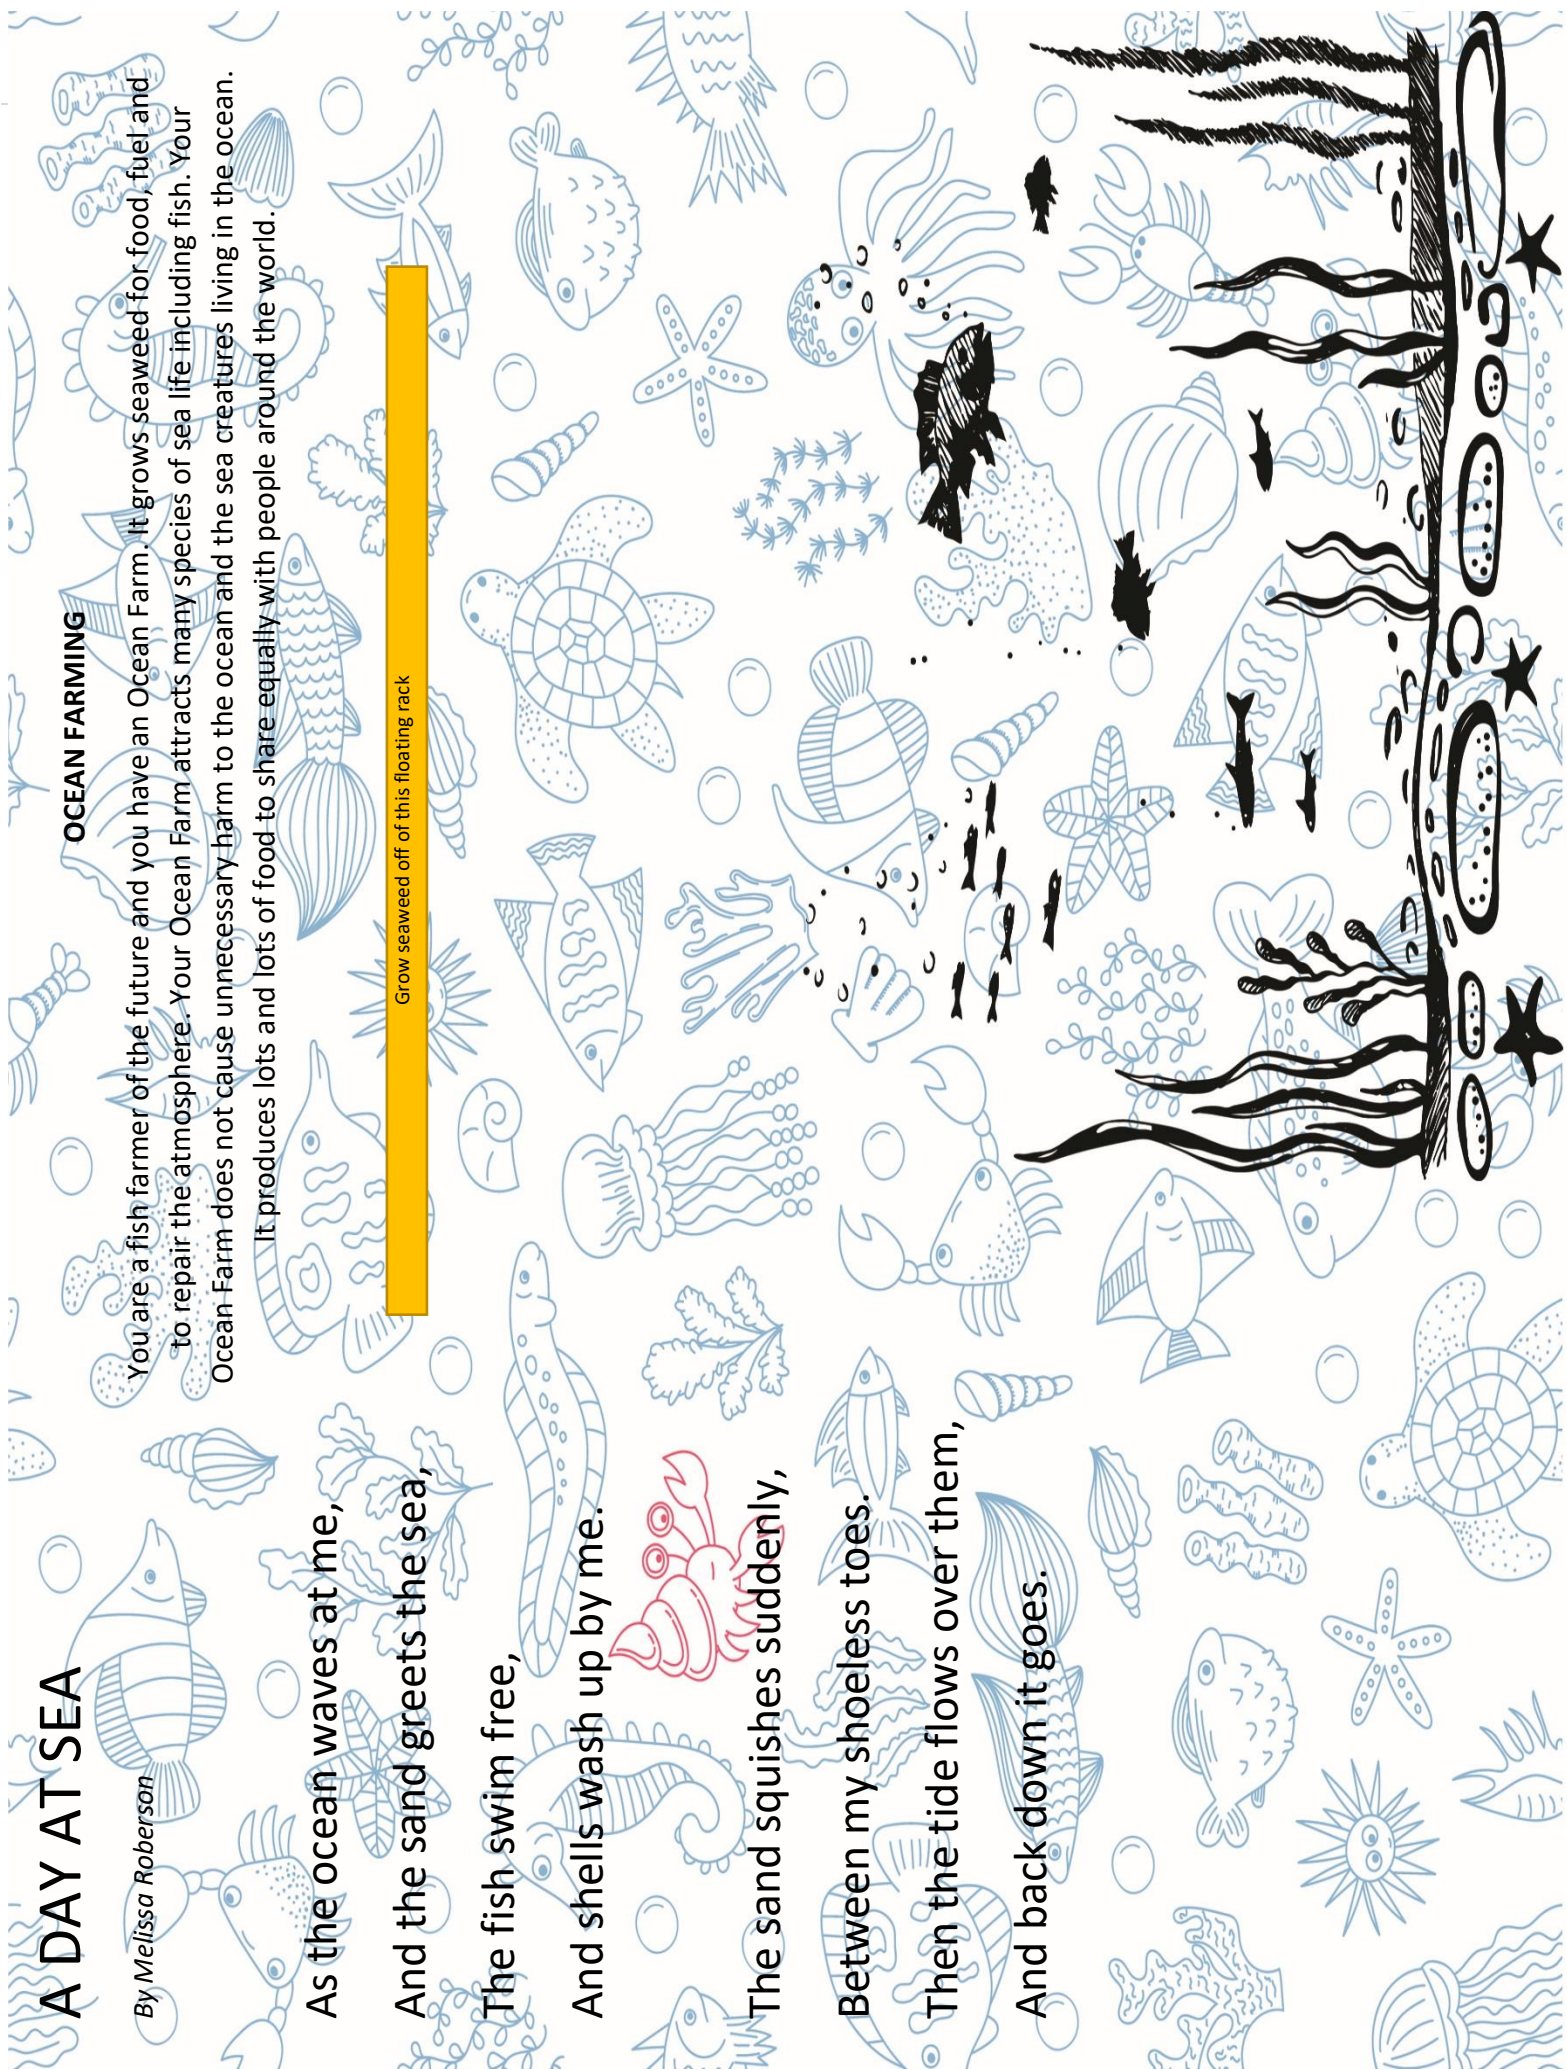 A DAY AT SEA
By Melissa Roberson
As the ocean waves at me,
And the sand greets the sea,
The fish swim free,
And shells wash up by me.
The sand squishes suddenly,
Between my shoeless toes.
Then the tide flows over them,
And back down it goes.
OCEAN FARMING
You are a fish farmer of the future and you have an Ocean Farm. It grows seaweed for food, fuel and
to repair the atmosphere. Your Ocean Farm attracts many species of sea life including fish. Your
Ocean Farm does not cause unnecessary harm to the ocean and the sea creatures living in the ocean.
It produces lots and lots of food to share equally with people around the world.
Grow seaweed off of this floating rack